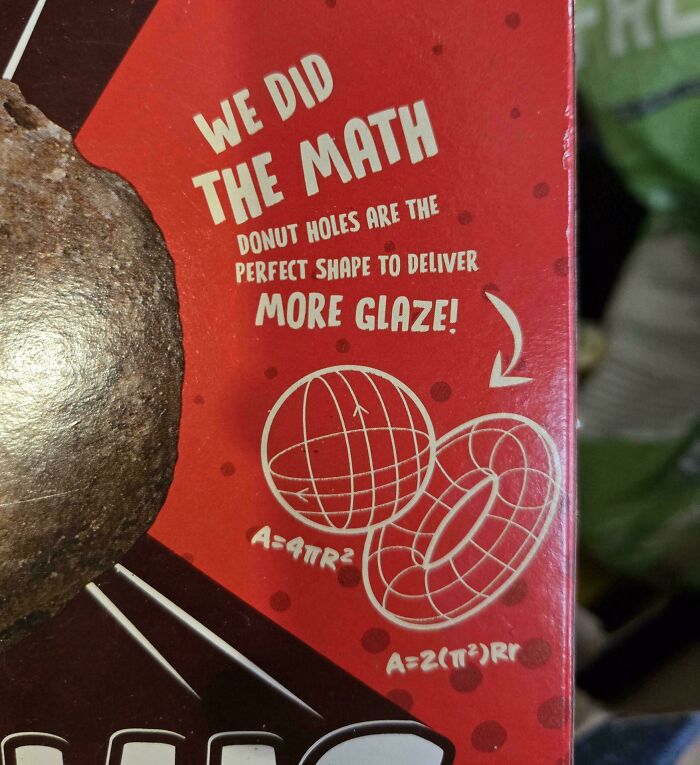 WE DID
THE MATH
DONUT HOLES ARE THE
PERFECT SHAPE TO DELIVER
MORE GLAZE!
A=4πR²
A=2(π²)Rr